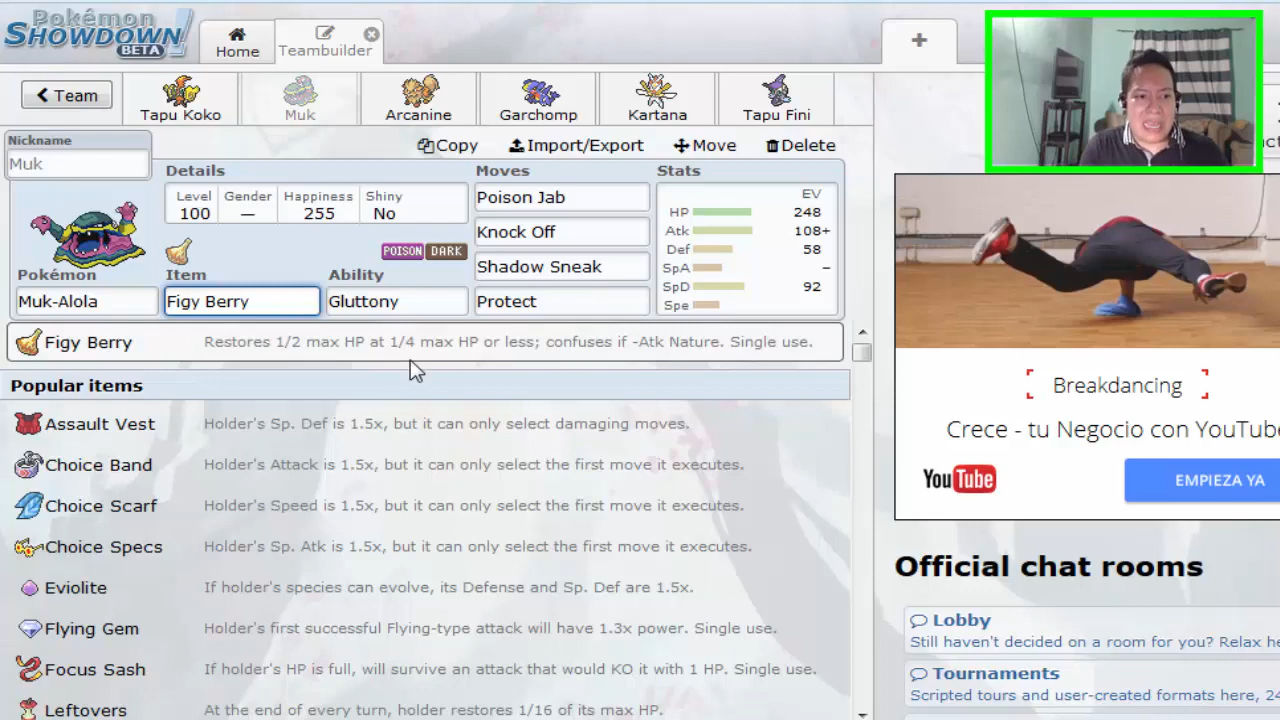 Pokémon
SHOWDOWN!
BETA
Home
Teambuilder
+
< Team
Tapu Koko
Muk
Arcanine
Garchomp
Kartana
Tapu Fini
Nickname
Muk
Copy
Import/Export
Move
Delete
Details
Moves
Stats
Level
Gender
Happiness
Shiny
100
—
255
No
POISON
DARK
Pokémon
Item
Ability
Muk-Alola
Figy Berry
Gluttony
Poison Jab
Knock Off
Shadow Sneak
Protect
EV
HP 248
Atk 108+
Def 58
SpA –
SpD 92
Spe
Figy Berry Restores 1/2 max HP at 1/4 max HP or less; confuses if -Atk Nature. Single use.
Popular items
Assault Vest Holder's Sp. Def is 1.5x, but it can only select damaging moves.
Choice Band Holder's Attack is 1.5x, but it can only select the first move it executes.
Choice Scarf Holder's Speed is 1.5x, but it can only select the first move it executes.
Choice Specs Holder's Sp. Atk is 1.5x, but it can only select the first move it executes.
Eviolite If holder's species can evolve, its Defense and Sp. Def are 1.5x.
Flying Gem Holder's first successful Flying-type attack will have 1.3x power. Single use.
Focus Sash If holder's HP is full, will survive an attack that would KO it with 1 HP. Single use.
Leftovers At the end of every turn, holder restores 1/16 of its max HP.
Breakdancing
Crece - tu Negocio con YouTube
YouTube
EMPIEZA YA
Official chat rooms
Lobby
Still haven't decided on a room for you? Relax he
Tournaments
Scripted tours and user-created formats here, 24